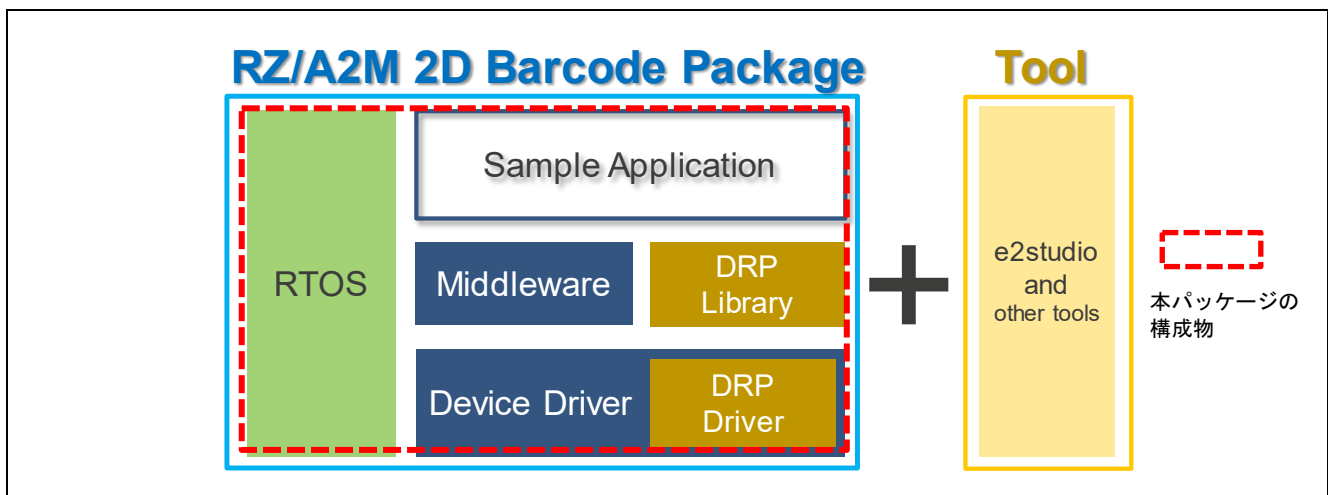 RZ/A2M 2D Barcode Package
Tool
RTOS
Sample Application
Middleware
DRP
Library
Device Driver
DRP
Driver
e2studio
and
other tools
本パッケージの
構成物